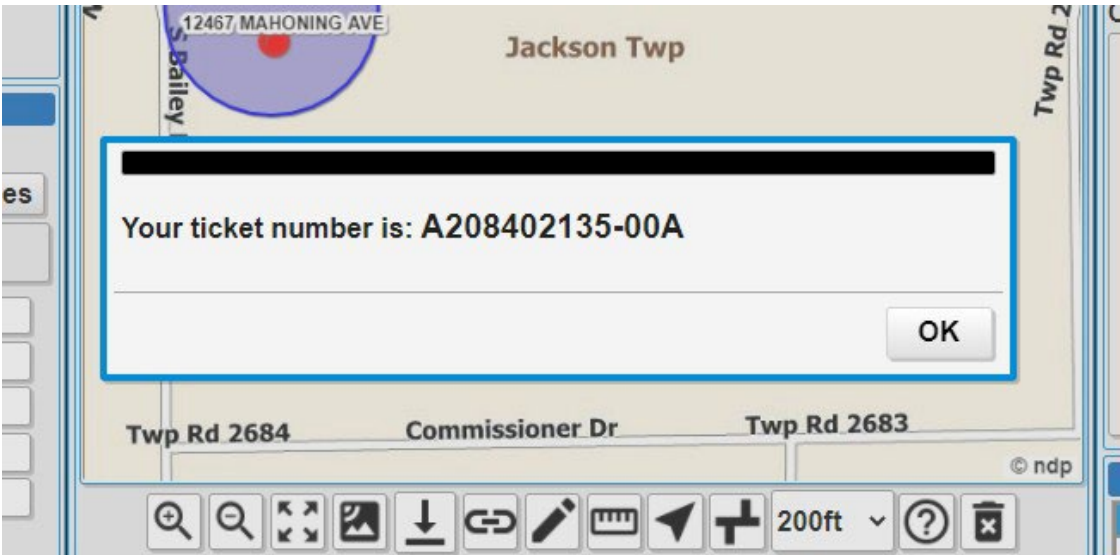 12467 MAHONING AVE
S Bailey
Jackson Twp
Twp Rd 2
es
Your ticket number is: A208402135-00A
OK
Twp Rd 2684
Commissioner Dr
Twp Rd 2683
© ndp
200ft